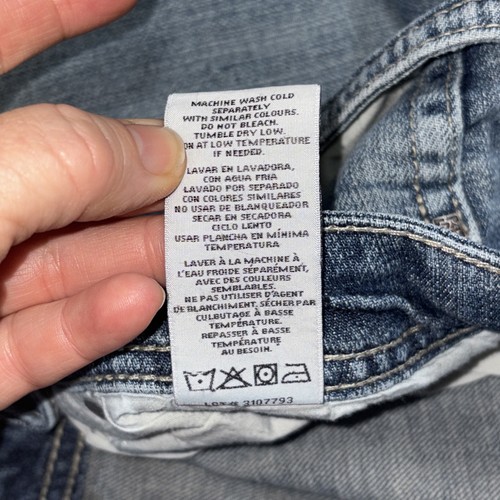 MACHINE WASH COLD
SEPARATELY
WITH SIMILAR COLOURS.
DO NOT BLEACH.
TUMBLE DRY LOW.
ON AT LOW TEMPERATURE
IF NEEDED.
LAVAR EN LAVADORA,
CON AGUA FRIA
LAVADO POR SEPARADO
CON COLORES SIMILARES
NO USAR DE BLANQUEADOR
SECAR EN SECADORA
CICLO LENTO
USAR PLANCHA EN MÍNIMA
TEMPERATURA
LAVER À LA MACHINE À
L'EAU FROIDE SÉPARÉMENT,
AVEC DES COULEURS
SEMBLABLES.
NE PAS UTILISER D'AGENT
DE BLANCHIMENT, SÉCHER PAR
CULBUTAGE À BASSE
TEMPÉRATURE.
REPASSER À BASSE
TEMPÉRATURE
AU BESOIN.
LOT# 3107793